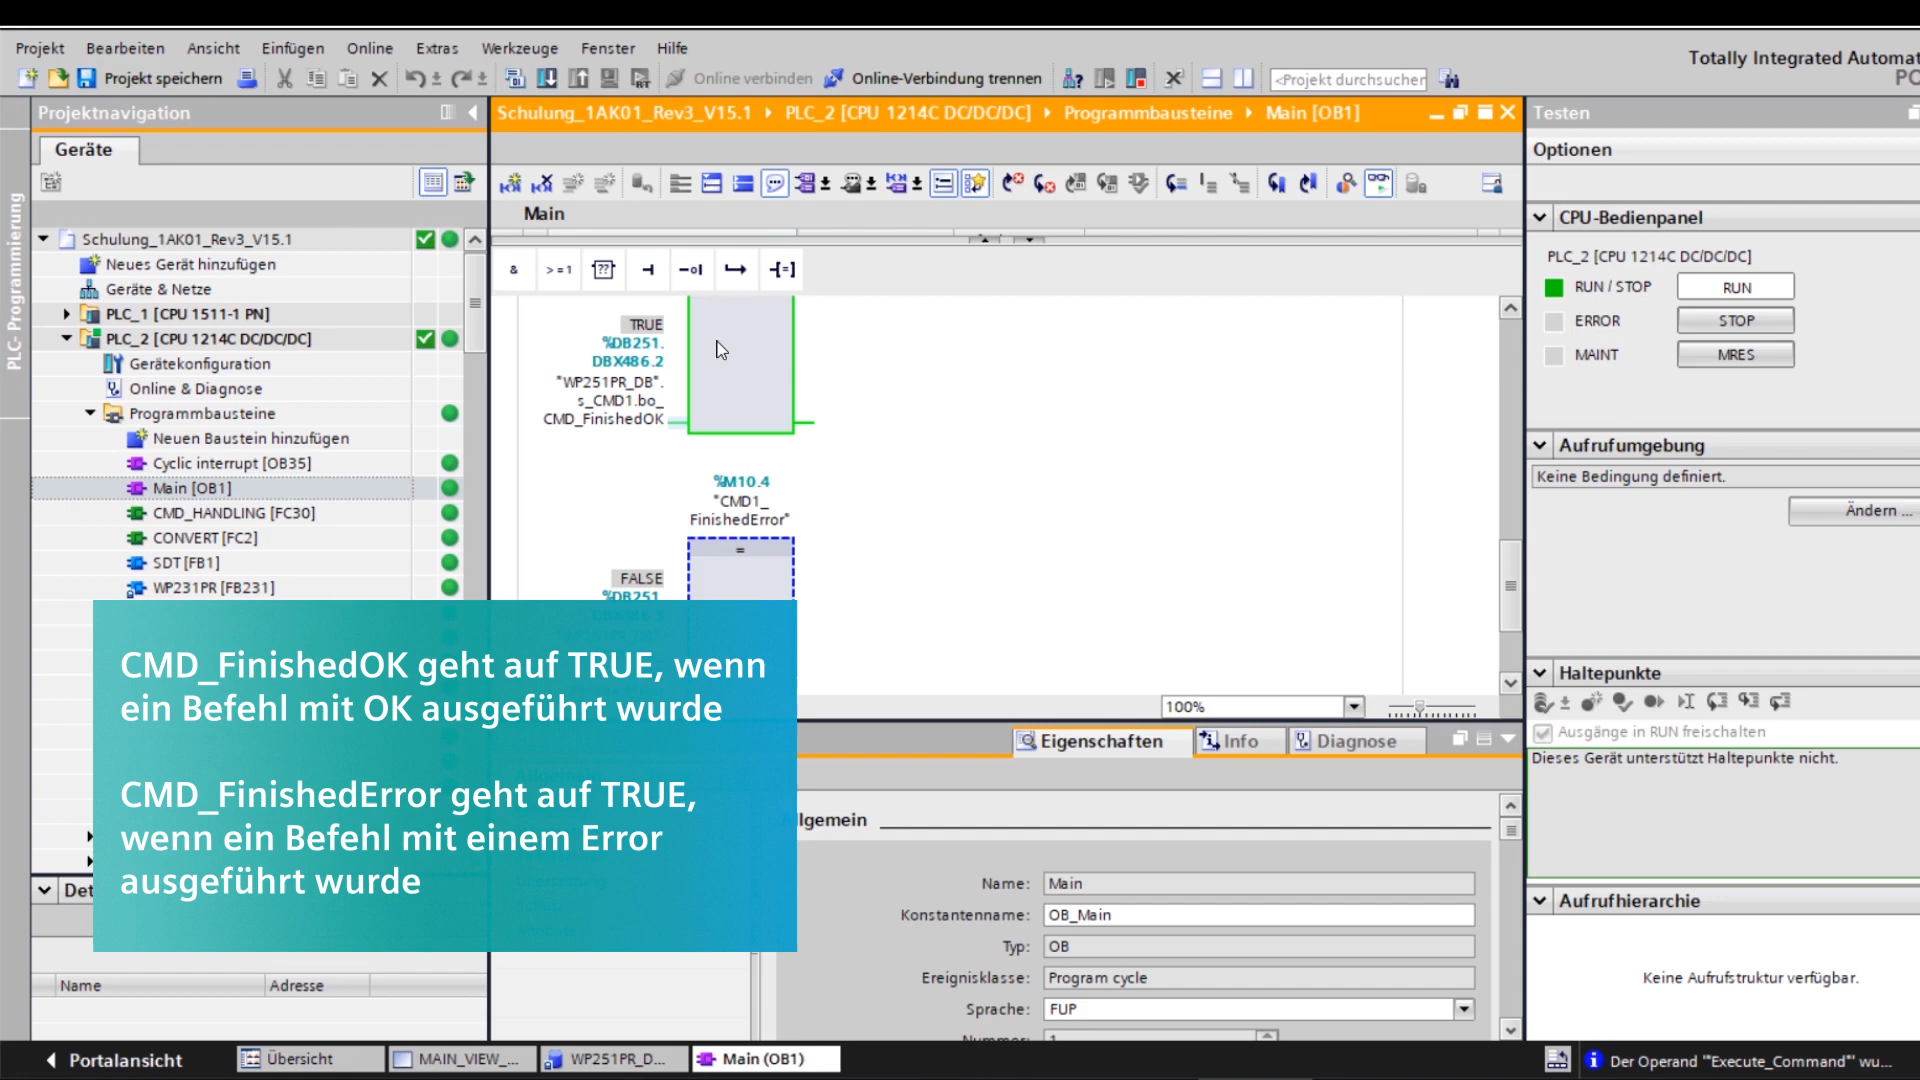 Projekt Bearbeiten Ansicht Einfügen Online Extras Werkzeuge Fenster Hilfe
Totally Integrated Automat
PO
Projekt speichern
Online verbinden
Online-Verbindung trennen
<Projekt durchsuchen
Projektnavigation
Schulung_1AK01_Rev3_V15.1 PLC_2 [CPU 1214C DC/DC/DC] Programmbausteine Main [OB1]
Testen
Geräte
Optionen
PLC- Programmierung
Main
CPU-Bedienpanel
Schulung_1AK01_Rev3_V15.1
Neues Gerät hinzufügen
Geräte & Netze
PLC_1 [CPU 1511-1 PN]
PLC_2 [CPU 1214C DC/DC/DC]
Gerätekonfiguration
Online & Diagnose
Programmbausteine
Neuen Baustein hinzufügen
Cyclic interrupt [OB35]
Main [OB1]
CMD_HANDLING [FC30]
CONVERT [FC2]
SDT [FB1]
WP231PR [FB231]
& >=1 ??
TRUE
%DB251.
DBX486.2
"WP251PR_DB".
s_CMD1.bo_
CMD_FinishedOK
%M10.4
"CMD1_
FinishedError"
=
FALSE
%DB251
PLC_2 [CPU 1214C DC/DC/DC]
RUN / STOP RUN
ERROR STOP
MAINT MRES
Aufrufumgebung
Keine Bedingung definiert.
Ändern ...
CMD_FinishedOK geht auf TRUE, wenn
ein Befehl mit OK ausgeführt wurde
CMD_FinishedError geht auf TRUE,
wenn ein Befehl mit einem Error
ausgeführt wurde
100%
Haltepunkte
Ausgänge in RUN freischalten
Dieses Gerät unterstützt Haltepunkte nicht.
Eigenschaften Info Diagnose
lgemein
Name: Main
Konstantenname: OB_Main
Typ: OB
Ereignisklasse: Program cycle
Sprache: FUP
Nummer: 1
Aufrufhierarchie
Keine Aufrufstruktur verfügbar.
Det
Name Adresse
Portalansicht Übersicht MAIN_VIEW_... WP251PR_D... Main (OB1)
Der Operand '"Execute_Command"' wu...